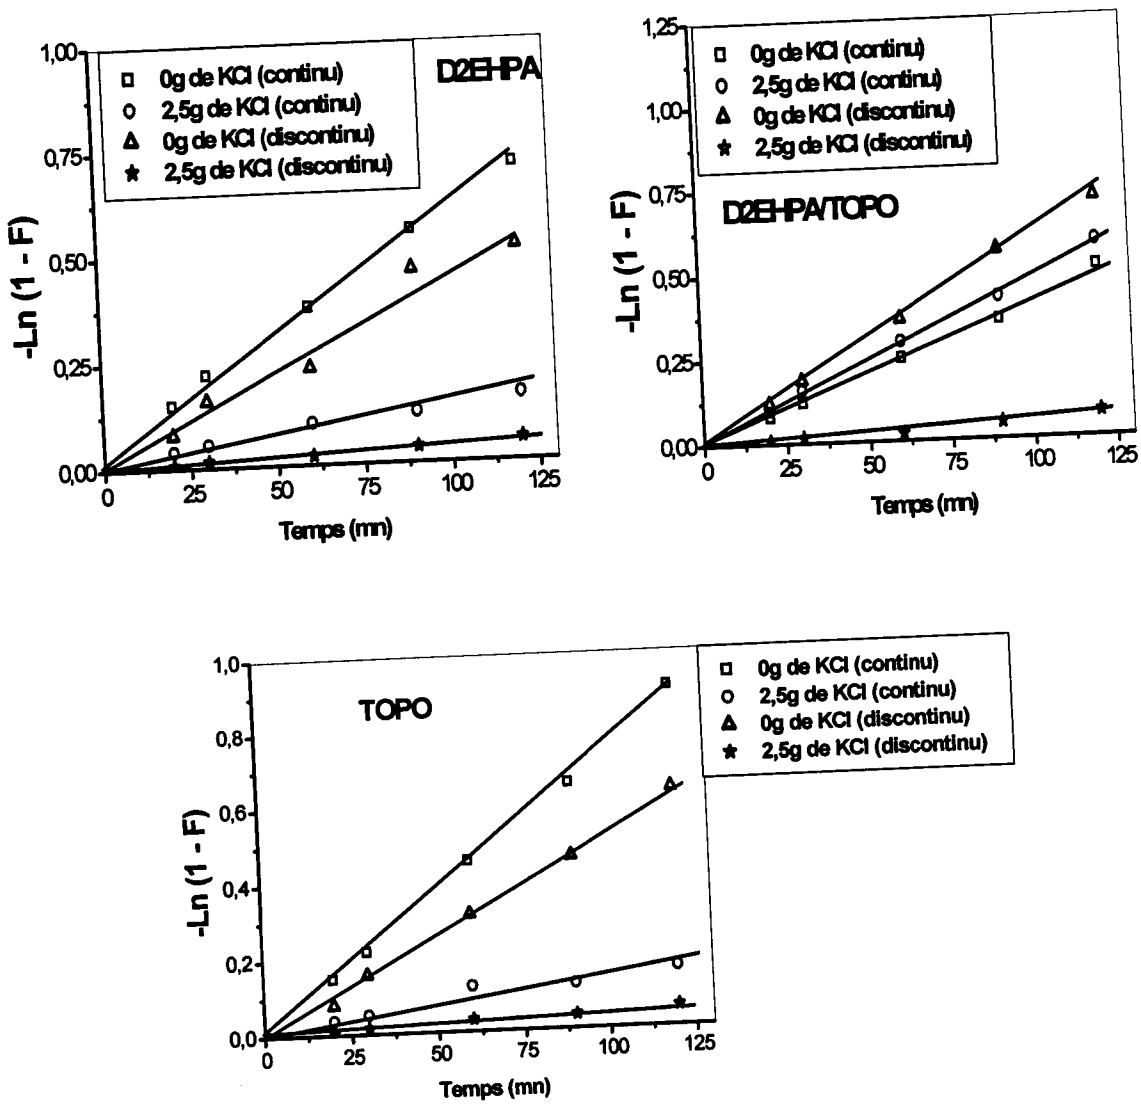 1,00
0,75
0,50
0,25
0,00
-Ln (1 - F)
0g de KCl (continu)
2,5g de KCl (continu)
0g de KCl (discontinu)
2,5g de KCl (discontinu)
D2EHPA
0 25 50 75 100 125
Temps (mn)
1,25
1,00
0,75
0,50
0,25
0,00
-Ln (1 - F)
0g de KCl (continu)
2,5g de KCl (continu)
0g de KCl (discontinu)
2,5g de KCl (discontinu)
D2EHPA/TOPO
0 25 50 75 100 125
Temps (mn)
1,0
0,8
0,6
0,4
0,2
0,0
-Ln (1 - F)
TOPO
0g de KCl (continu)
2,5g de KCl (continu)
0g de KCl (discontinu)
2,5g de KCl (discontinu)
0 25 50 75 100 125
Temps (mn)